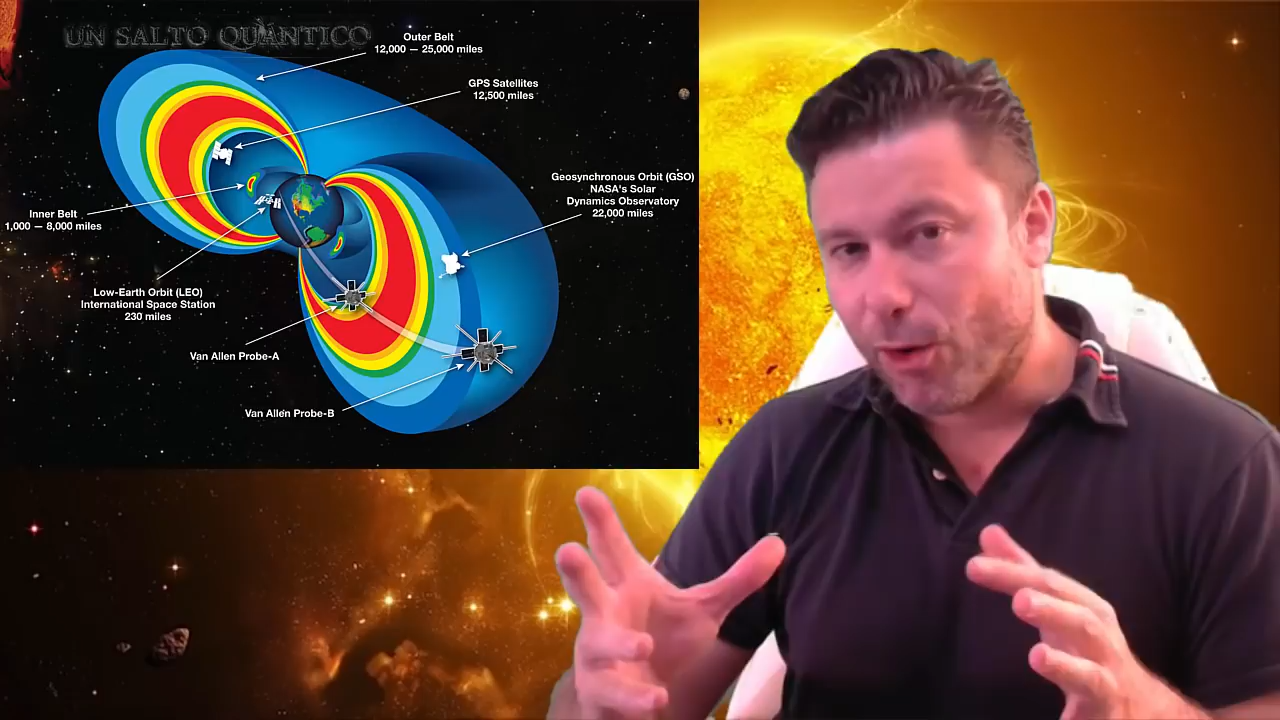 UN SALTO QUÁNTICO
Outer Belt
12,000 — 25,000 miles
GPS Satellites
12,500 miles
Geosynchronous Orbit (GSO)
NASA's Solar
Dynamics Observatory
22,000 miles
Inner Belt
1,000 — 8,000 miles
Low-Earth Orbit (LEO)
International Space Station
230 miles
Van Allen Probe-A
Van Allen Probe-B